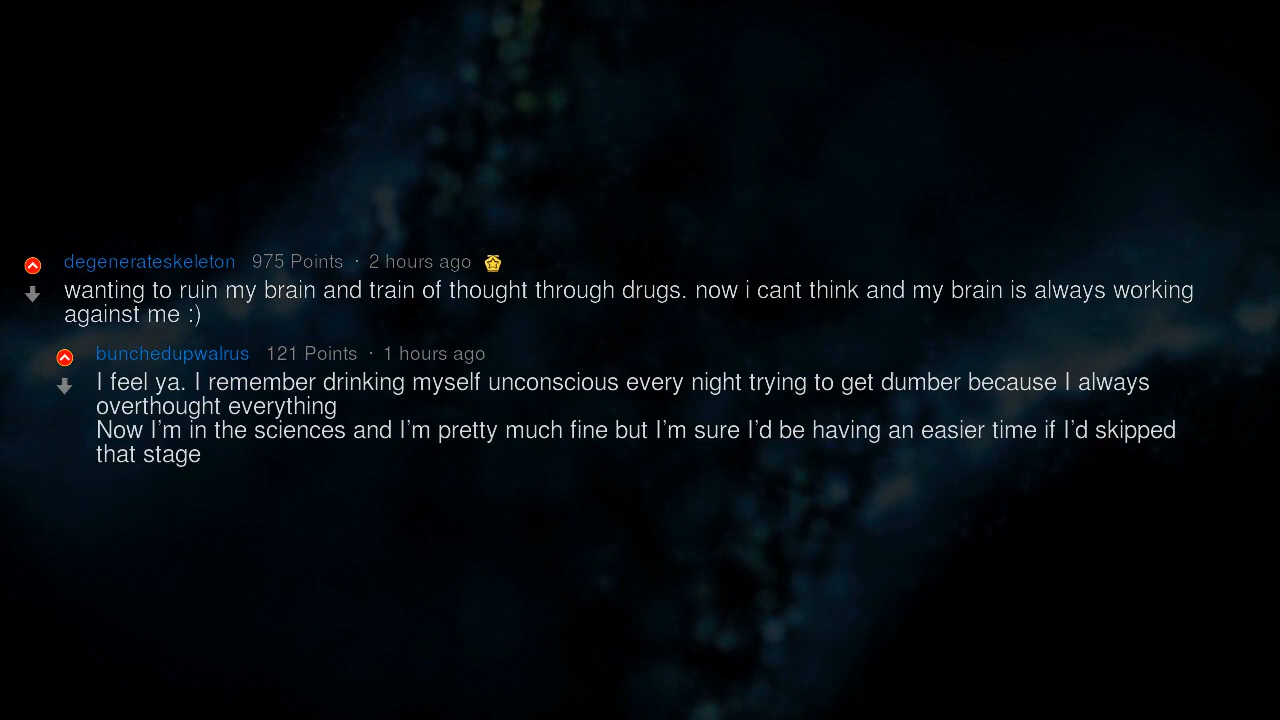 degenerateskeleton 975 Points · 2 hours ago
wanting to ruin my brain and train of thought through drugs. now i cant think and my brain is always working
against me :)
bunchedupwalrus 121 Points · 1 hours ago
I feel ya. I remember drinking myself unconscious every night trying to get dumber because I always
overthought everything
Now I'm in the sciences and I'm pretty much fine but I'm sure I'd be having an easier time if I'd skipped
that stage